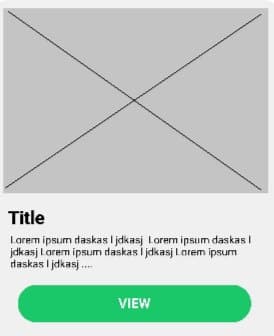 Title
Lorem ipsum daskas l jdkasj  Lorem ipsum daskas l
jdkasj Lorem ipsum daskas l jdkasj Lorem ipsum
daskas l jdkasj ....
VIEW